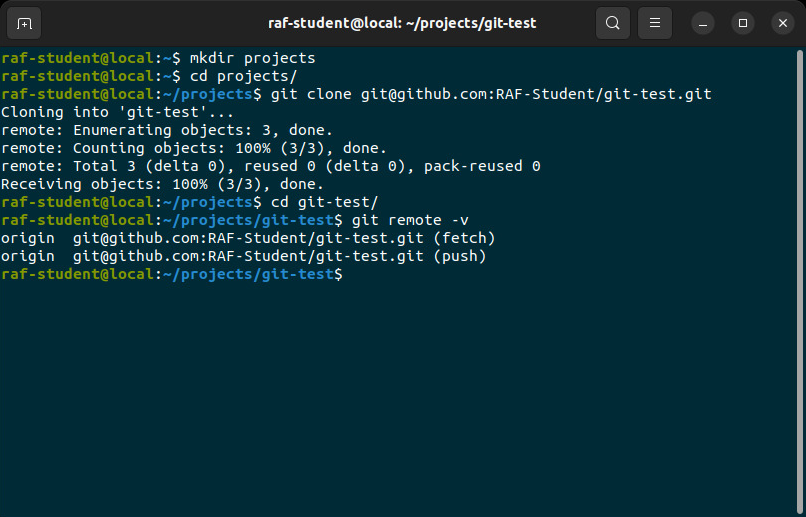 raf-student@local: ~/projects/git-test
raf-student@local:~$ mkdir projects
raf-student@local:~$ cd projects/
raf-student@local:~/projects$ git clone git@github.com:RAF-Student/git-test.git
Cloning into 'git-test'...
remote: Enumerating objects: 3, done.
remote: Counting objects: 100% (3/3), done.
remote: Total 3 (delta 0), reused 0 (delta 0), pack-reused 0
Receiving objects: 100% (3/3), done.
raf-student@local:~/projects$ cd git-test/
raf-student@local:~/projects/git-test$ git remote -v
origin  git@github.com:RAF-Student/git-test.git (fetch)
origin  git@github.com:RAF-Student/git-test.git (push)
raf-student@local:~/projects/git-test$